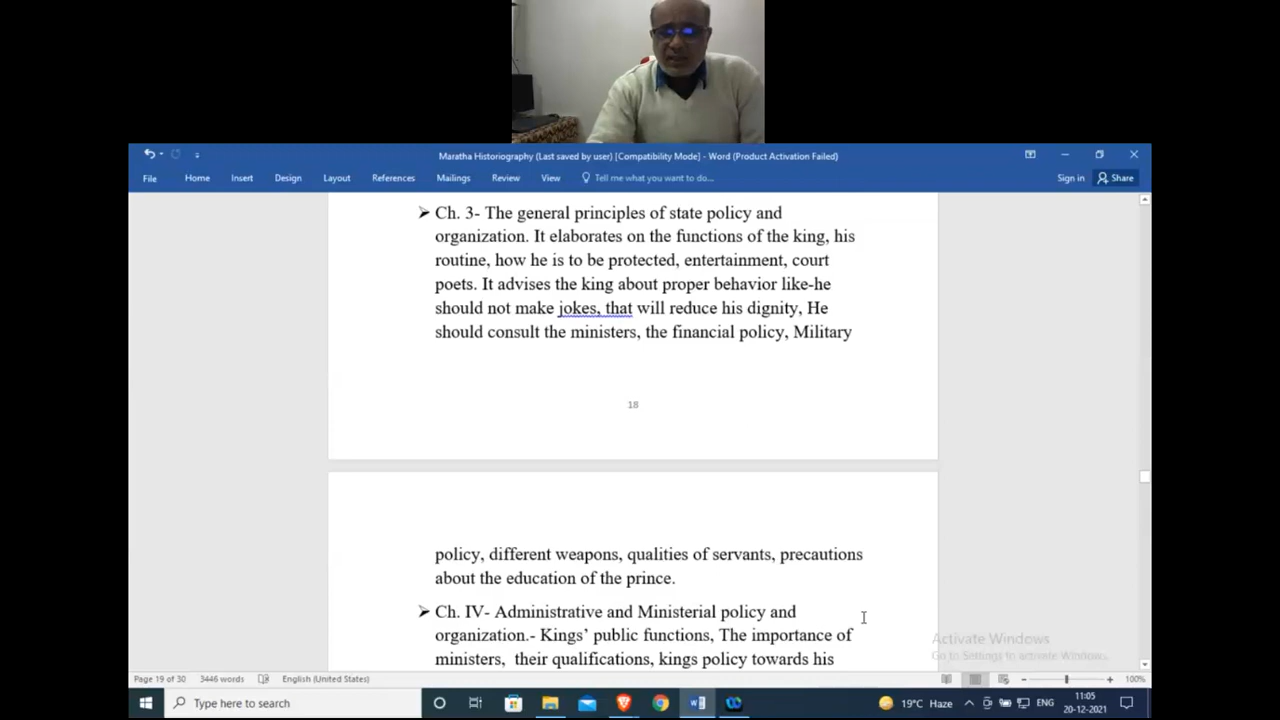 Maratha Historiography (Last saved by user) [Compatibility Mode] - Word (Product Activation Failed)
File Home Insert Design Layout References Mailings Review View Tell me what you want to do... Sign in Share
➢ Ch. 3- The general principles of state policy and
organization. It elaborates on the functions of the king, his
routine, how he is to be protected, entertainment, court
poets. It advises the king about proper behavior like-he
should not make jokes, that will reduce his dignity, He
should consult the ministers, the financial policy, Military
18
policy, different weapons, qualities of servants, precautions
about the education of the prince.
➢ Ch. IV- Administrative and Ministerial policy and
organization.- Kings’ public functions, The importance of
ministers,  their qualifications, kings policy towards his
Activate Windows
Go to Settings to activate Windows.
Page 19 of 30 3446 words English (United States) 100%
Type here to search 19°C Haze ENG 11:05
20-12-2021